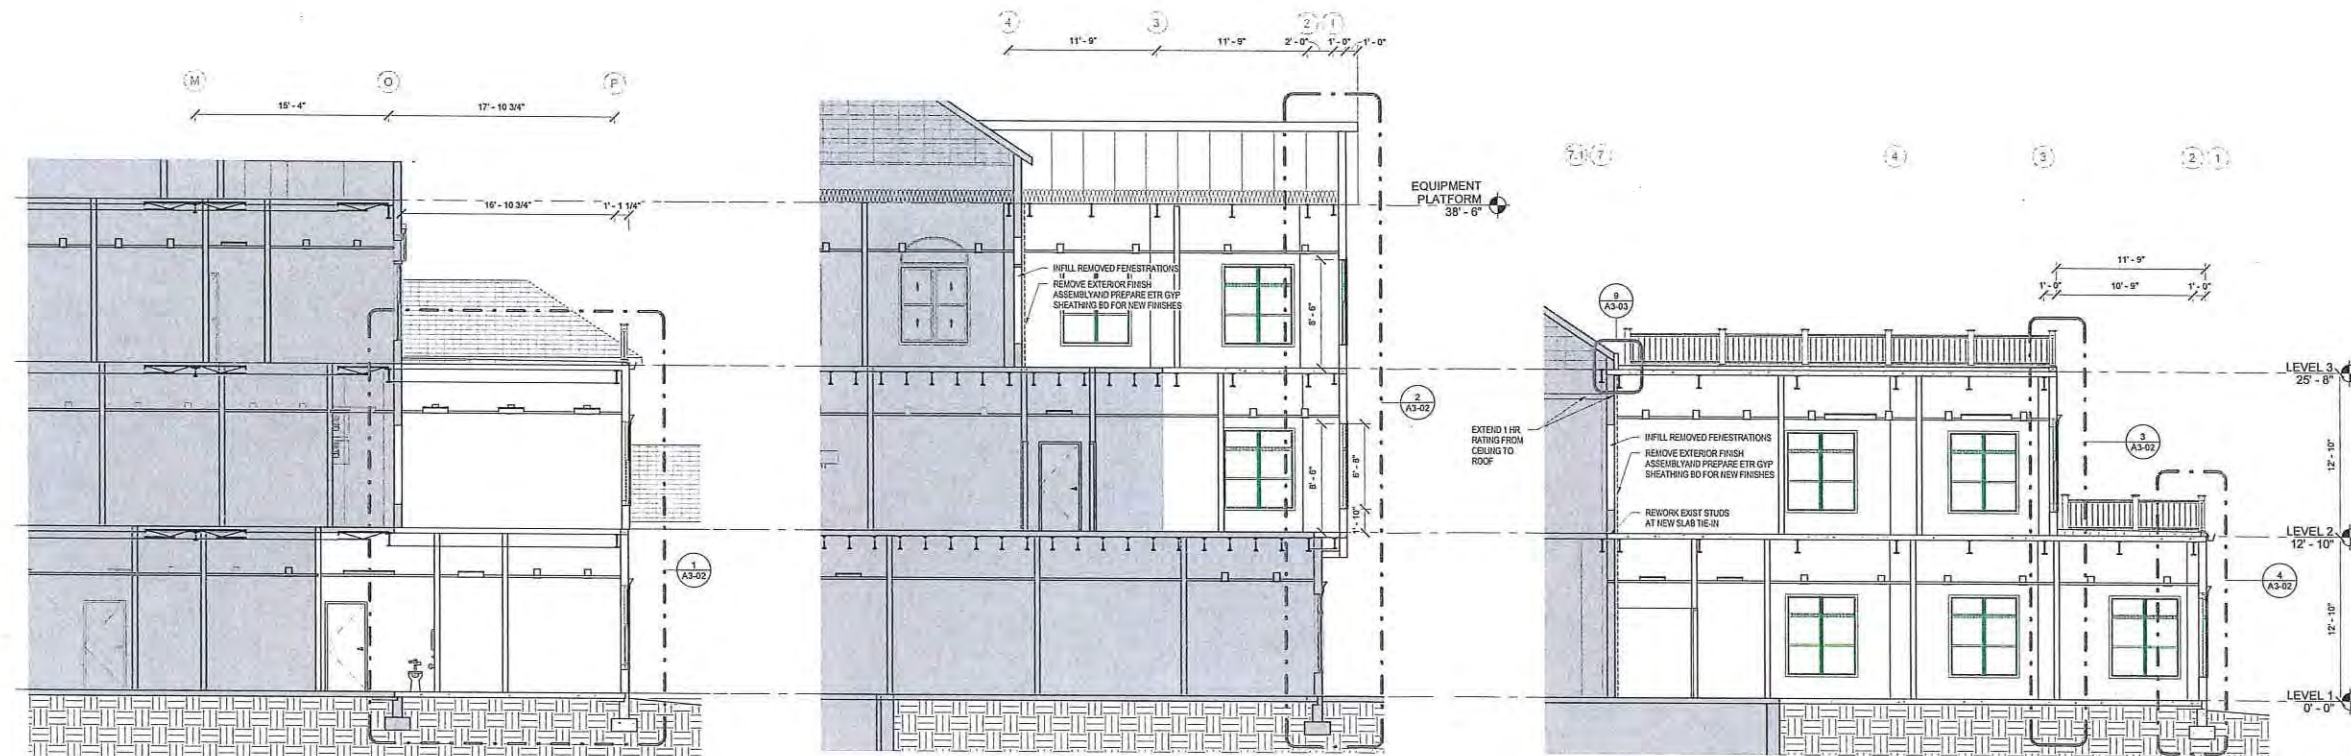 M
O
P
15' - 4"
17' - 10 3/4"
16' - 10 3/4"
1' - 1 1/4"
1
A3-02
4
3
2
1
11' - 9"
11' - 9"
2' - 0"
1' - 0"
1' - 0"
EQUIPMENT
PLATFORM
38' - 6"
INFILL REMOVED FENESTRATIONS
REMOVE EXTERIOR FINISH
ASSEMBLYAND PREPARE ETR GYP
SHEATHING BD FOR NEW FINISHES
8' - 6"
8' - 6"
6' - 8"
1' - 10"
2
A3-02
7.1
7
4
3
2
1
11' - 9"
1' - 0"
10' - 9"
1' - 0"
9
A3-03
EXTEND 1 HR.
RATING FROM
CEILING TO
ROOF
INFILL REMOVED FENESTRATIONS
REMOVE EXTERIOR FINISH
ASSEMBLYAND PREPARE ETR GYP
SHEATHING BD FOR NEW FINISHES
REWORK EXIST STUDS
AT NEW SLAB TIE-IN
3
A3-02
4
A3-02
LEVEL 3
25' - 8"
12' - 10"
LEVEL 2
12' - 10"
12' - 10"
LEVEL 1
0' - 0"